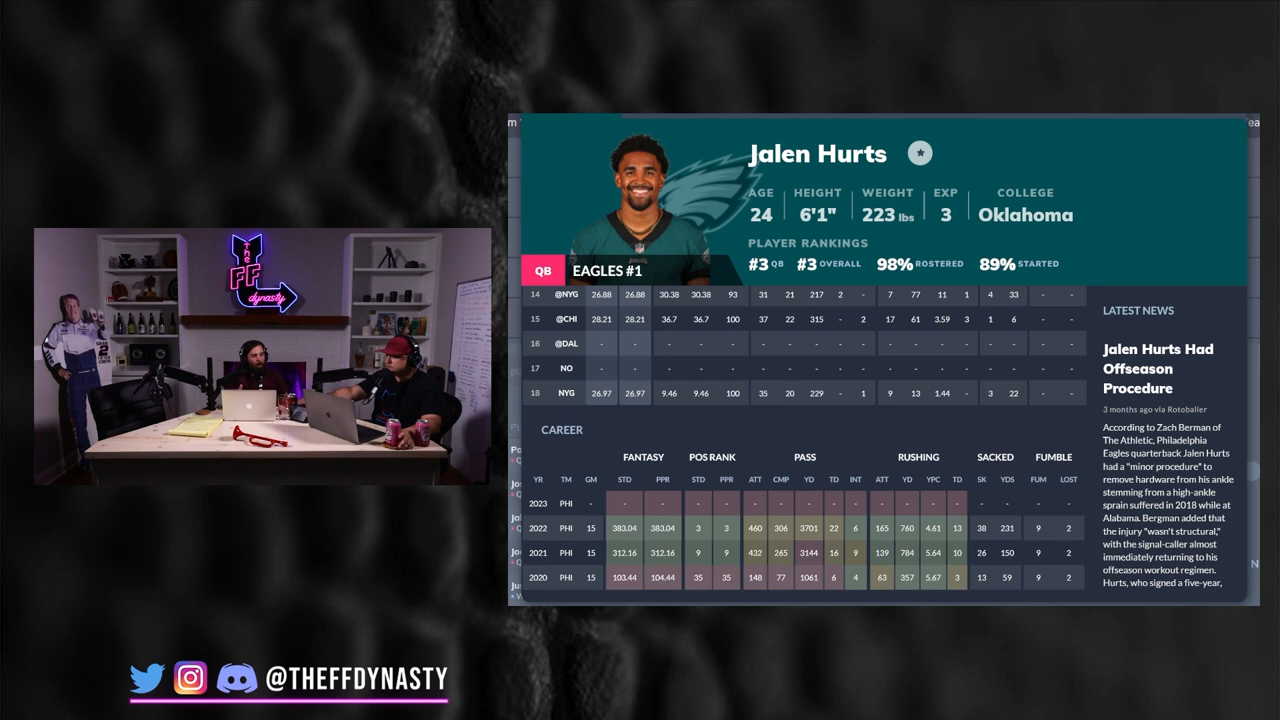 The
FF
dynasty
m
ea
Jalen Hurts
AGE HEIGHT WEIGHT EXP COLLEGE
24 6'1" 223 lbs 3 Oklahoma
PLAYER RANKINGS
#3 QB #3 OVERALL 98% ROSTERED 89% STARTED
QB EAGLES #1
14 @NYG 26.88 26.88 30.38 30.38 93 31 21 217 2 - 7 77 11 1 4 33 - -
15 @CHI 28.21 28.21 36.7 36.7 100 37 22 315 - 2 17 61 3.59 3 1 6 - -
16 @DAL - - - - - - - - - - - - - - - - - -
17 NO - - - - - - - - - - - - - - - - - -
18 NYG 26.97 26.97 9.46 9.46 100 35 20 229 - 1 9 13 1.44 - 3 22 - -
CAREER
FANTASY POS RANK PASS RUSHING SACKED FUMBLE
YR TM GM STD PPR STD PPR ATT CMP YD TD INT ATT YD YPC TD SK YD FUM LOST
2023 PHI - - - - - - - - - - - - - - - - - -
2022 PHI 15 383.04 383.04 3 3 460 306 3701 22 6 165 760 4.61 13 38 231 9 2
2021 PHI 15 312.16 312.16 9 9 432 265 3144 16 9 139 784 5.64 10 26 150 9 2
2020 PHI 15 103.44 104.44 35 35 148 77 1061 6 4 63 357 5.67 3 13 59 9 2
LATEST NEWS
Jalen Hurts Had
Offseason
Procedure
3 months ago via Rotoballer
According to Zach Berman of
The Athletic, Philadelphia
Eagles quarterback Jalen Hurts
had a "minor procedure" to
remove hardware from his ankle
stemming from a high-ankle
sprain suffered in 2018 while at
Alabama. Bergman added that
the injury "wasn't structural,"
with the signal-caller almost
immediately returning to his
offseason workout regimen.
Hurts, who signed a five-year,
@THEFFDYNASTY